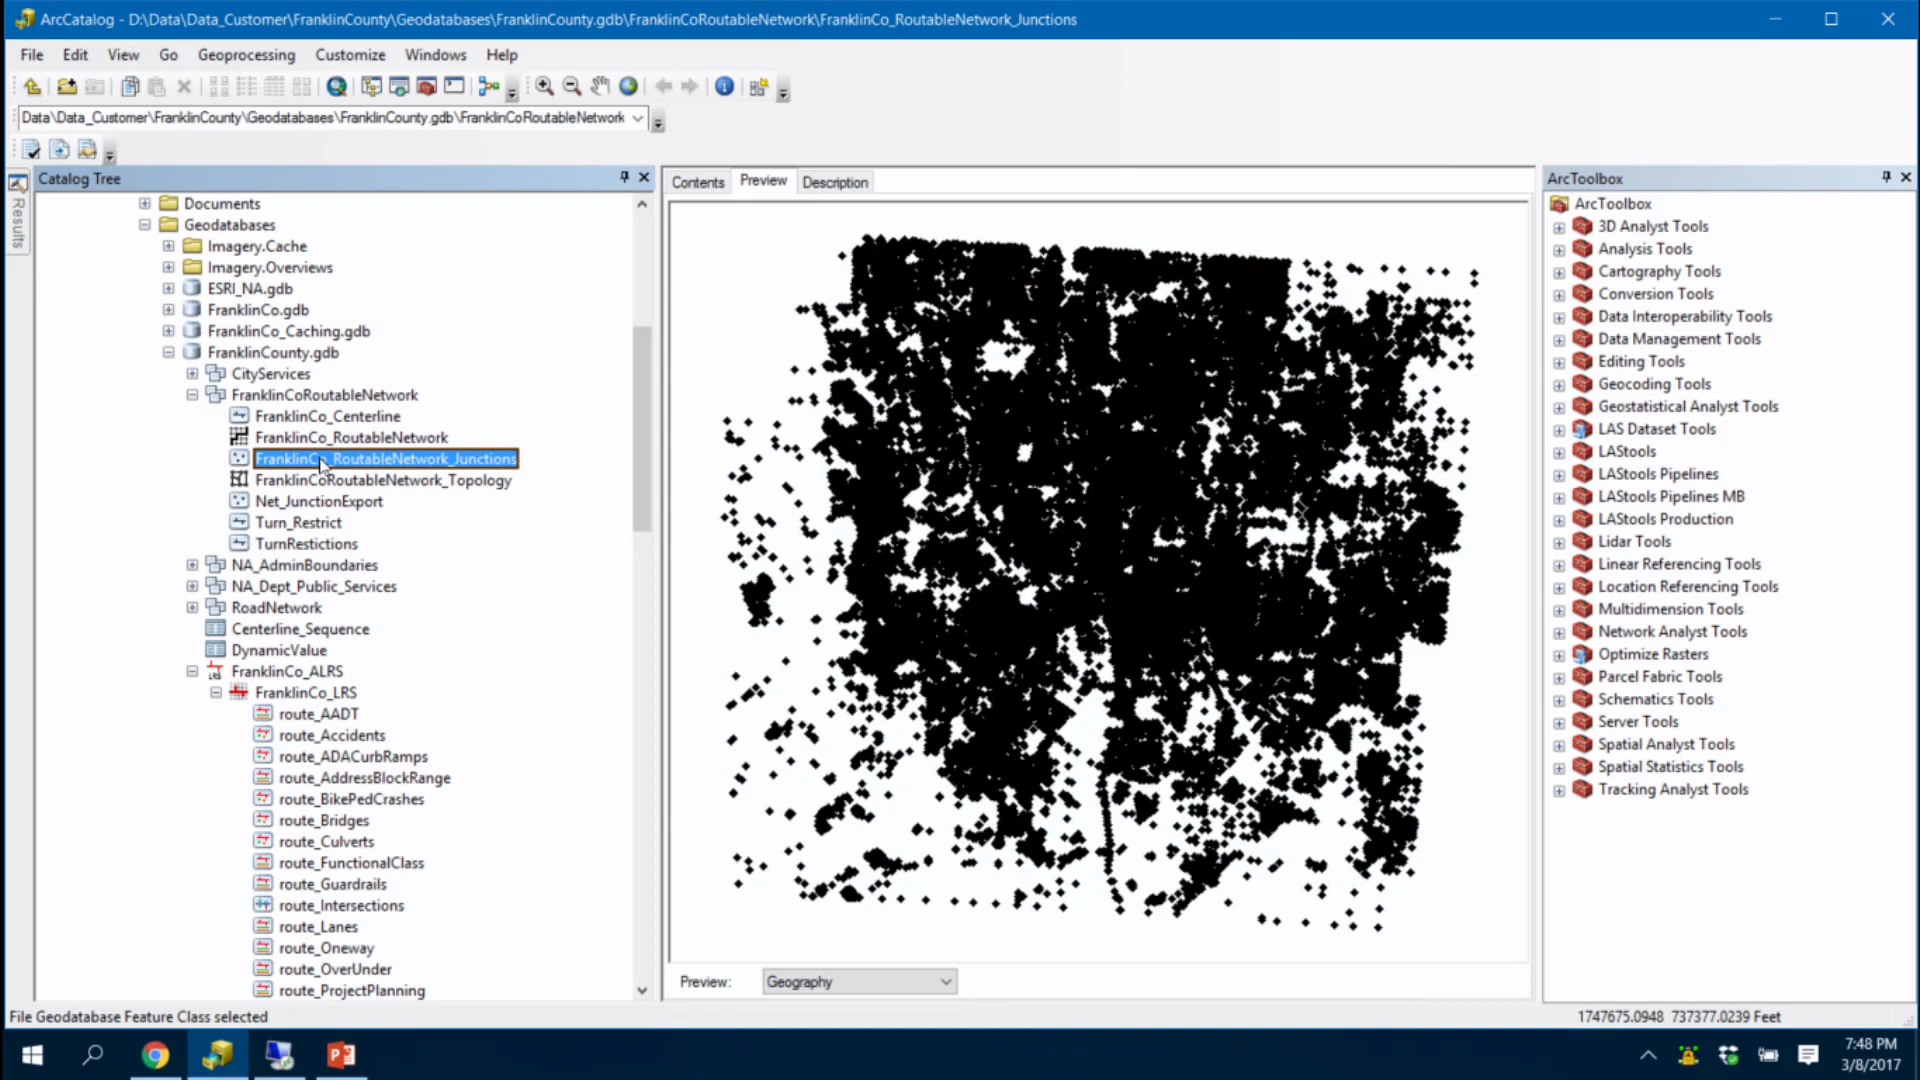 ArcCatalog - D:\Data\Data_Customer\FranklinCounty\Geodatabases\FranklinCounty.gdb\FranklinCoRoutableNetwork\FranklinCo_RoutableNetwork_Junctions
File Edit View Go Geoprocessing Customize Windows Help
Data\Data_Customer\FranklinCounty\Geodatabases\FranklinCounty.gdb\FranklinCoRoutableNetwork
Results
Catalog Tree
Documents
Geodatabases
Imagery.Cache
Imagery.Overviews
ESRI_NA.gdb
FranklinCo.gdb
FranklinCo_Caching.gdb
FranklinCounty.gdb
CityServices
FranklinCoRoutableNetwork
FranklinCo_Centerline
FranklinCo_RoutableNetwork
FranklinCo_RoutableNetwork_Junctions
FranklinCoRoutableNetwork_Topology
Net_JunctionExport
Turn_Restrict
TurnRestictions
NA_AdminBoundaries
NA_Dept_Public_Services
RoadNetwork
Centerline_Sequence
DynamicValue
FranklinCo_ALRS
FranklinCo_LRS
route_AADT
route_Accidents
route_ADACurbRamps
route_AddressBlockRange
route_BikePedCrashes
route_Bridges
route_Culverts
route_FunctionalClass
route_Guardrails
route_Intersections
route_Lanes
route_Oneway
route_OverUnder
route_ProjectPlanning
Contents Preview Description
Preview: Geography
ArcToolbox
ArcToolbox
3D Analyst Tools
Analysis Tools
Cartography Tools
Conversion Tools
Data Interoperability Tools
Data Management Tools
Editing Tools
Geocoding Tools
Geostatistical Analyst Tools
LAS Dataset Tools
LAStools
LAStools Pipelines
LAStools Pipelines MB
LAStools Production
Lidar Tools
Linear Referencing Tools
Location Referencing Tools
Multidimension Tools
Network Analyst Tools
Optimize Rasters
Parcel Fabric Tools
Schematics Tools
Server Tools
Spatial Analyst Tools
Spatial Statistics Tools
Tracking Analyst Tools
File Geodatabase Feature Class selected
1747675.0948 737377.0239 Feet
7:48 PM
3/8/2017